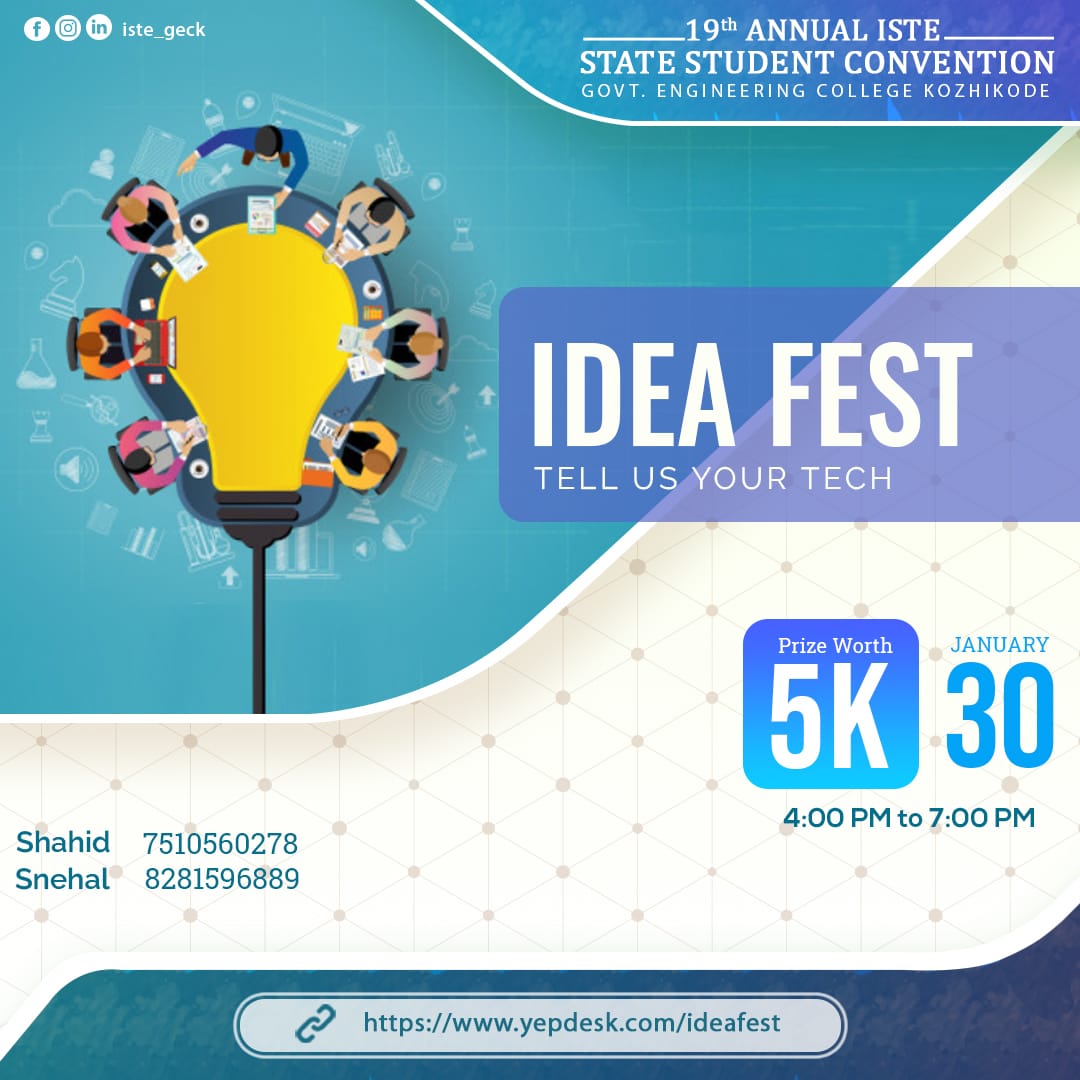 iste_geck
19th ANNUAL ISTE
STATE STUDENT CONVENTION
GOVT. ENGINEERING COLLEGE KOZHIKODE
IDEA FEST
TELL US YOUR TECH
Prize Worth
5K
JANUARY
30
4:00 PM to 7:00 PM
Shahid 7510560278
Snehal 8281596889
https://www.yepdesk.com/ideafest